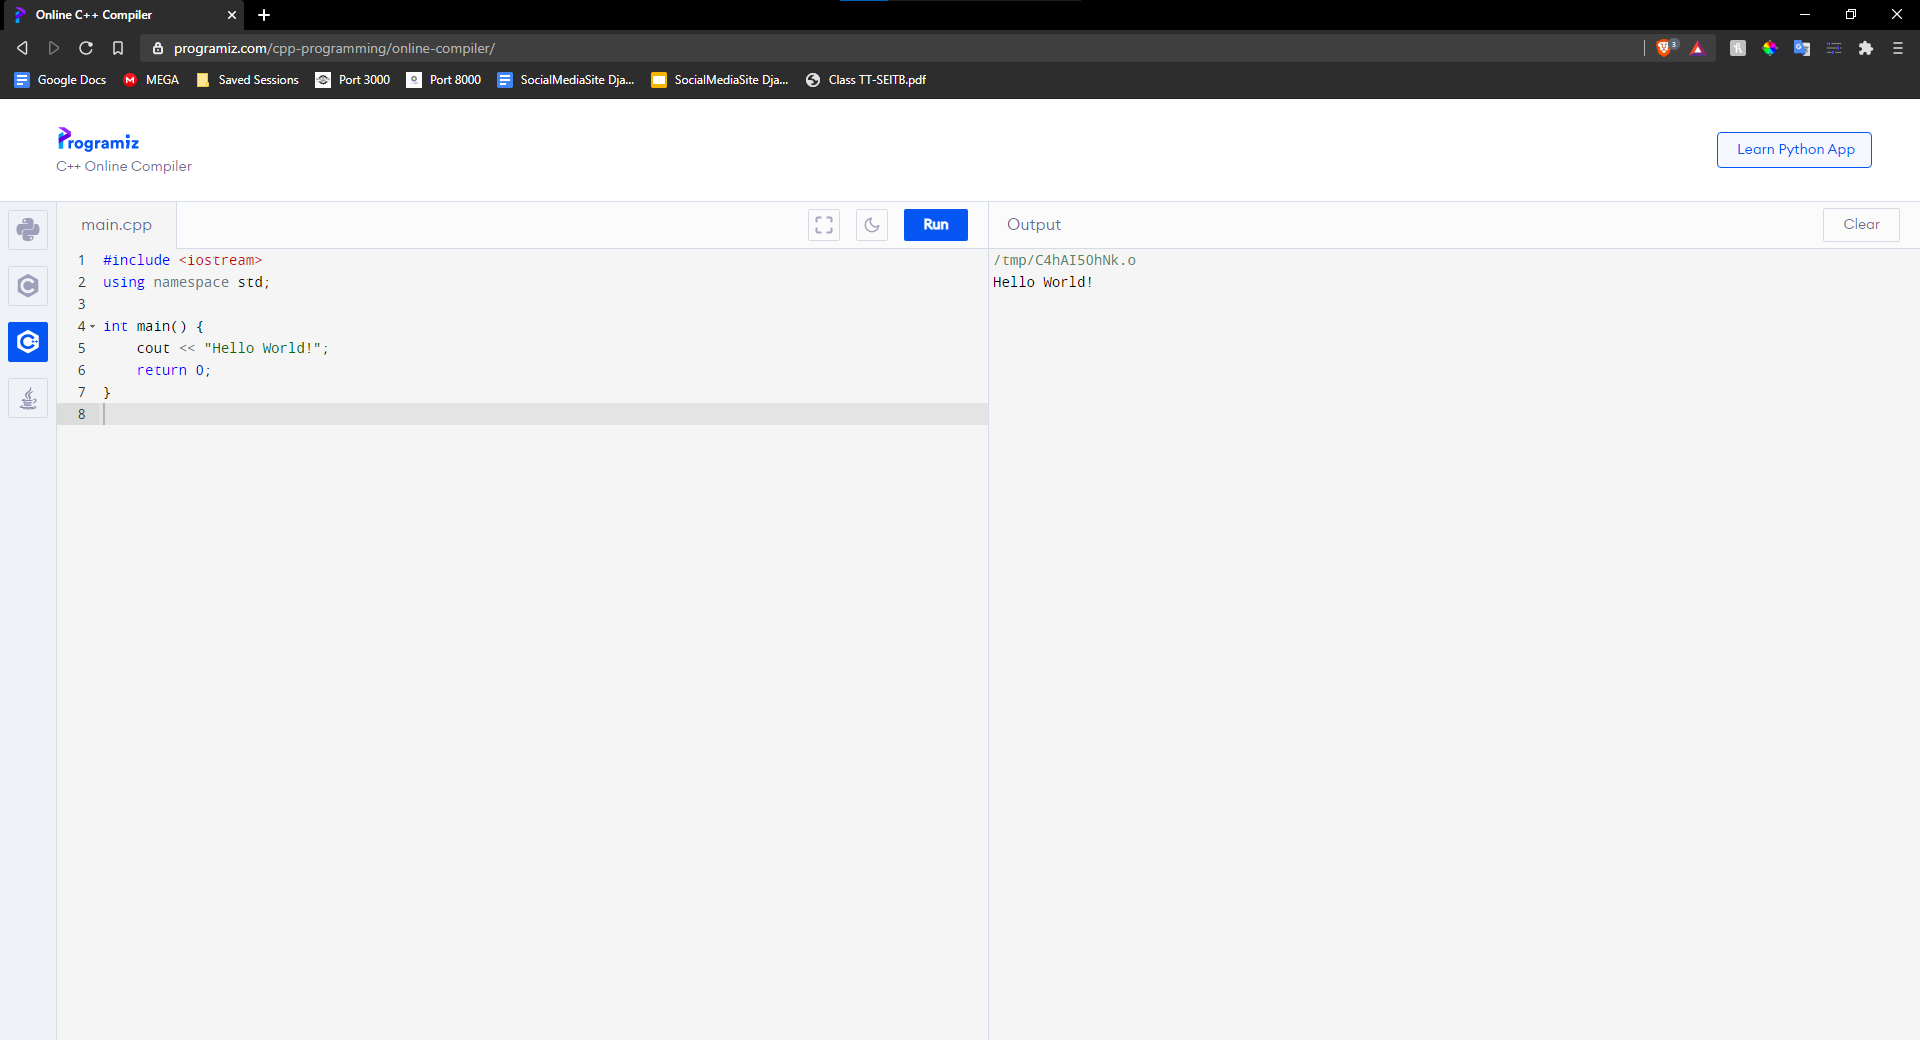 Online C++ Compiler
programiz.com/cpp-programming/online-compiler/
3
Google Docs
MEGA
Saved Sessions
Port 3000
Port 8000
SocialMediaSite Dja...
SocialMediaSite Dja...
Class TT-SEITB.pdf
Programiz
C++ Online Compiler
Learn Python App
main.cpp
Run
Output
Clear
1 #include <iostream>
2 using namespace std;
3
4 int main() {
5     cout << "Hello World!";
6     return 0;
7 }
8
/tmp/C4hAI5OhNk.o
Hello World!